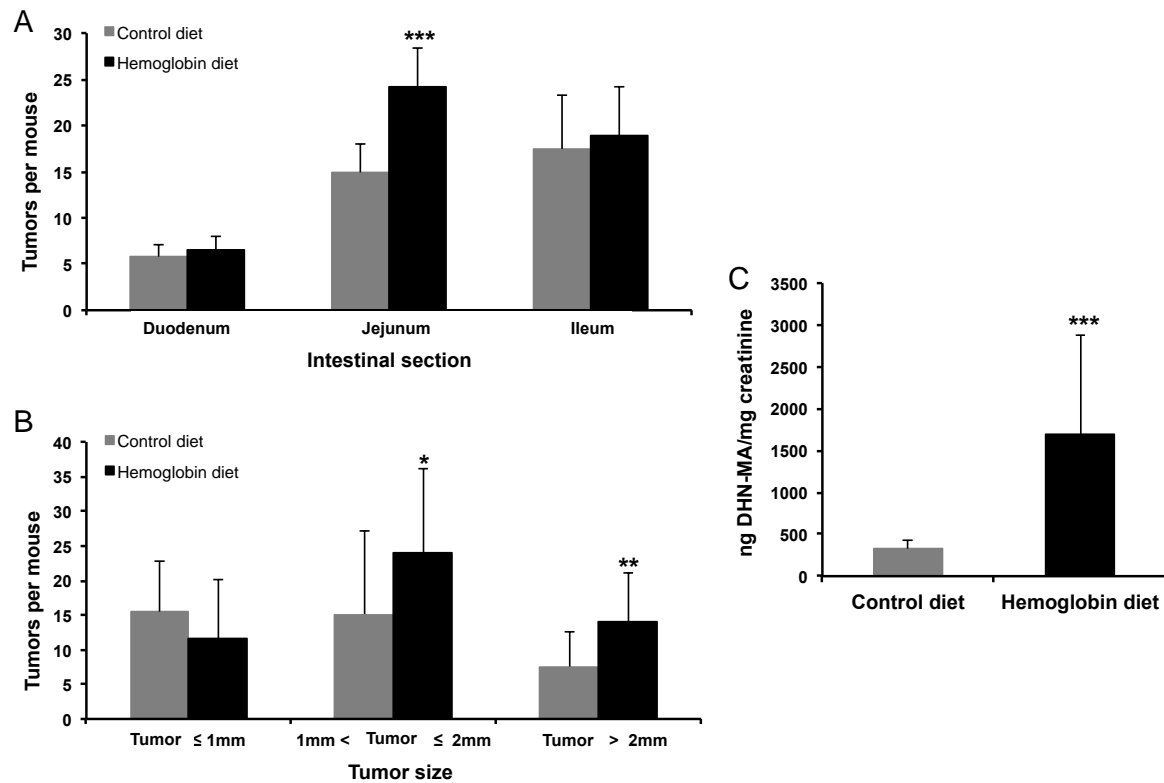 A
Control diet
Hemoglobin diet
***
Tumors per mouse
30
25
20
15
10
5
0
Duodenum Jejunum Ileum
Intestinal section
B
Control diet
Hemoglobin diet
*
**
Tumors per mouse
40
35
30
25
20
15
10
5
0
Tumor ≤ 1mm 1mm < Tumor ≤ 2mm Tumor > 2mm
Tumor size
C
***
ng DHN-MA/mg creatinine
3500
3000
2500
2000
1500
1000
500
0
Control diet Hemoglobin diet